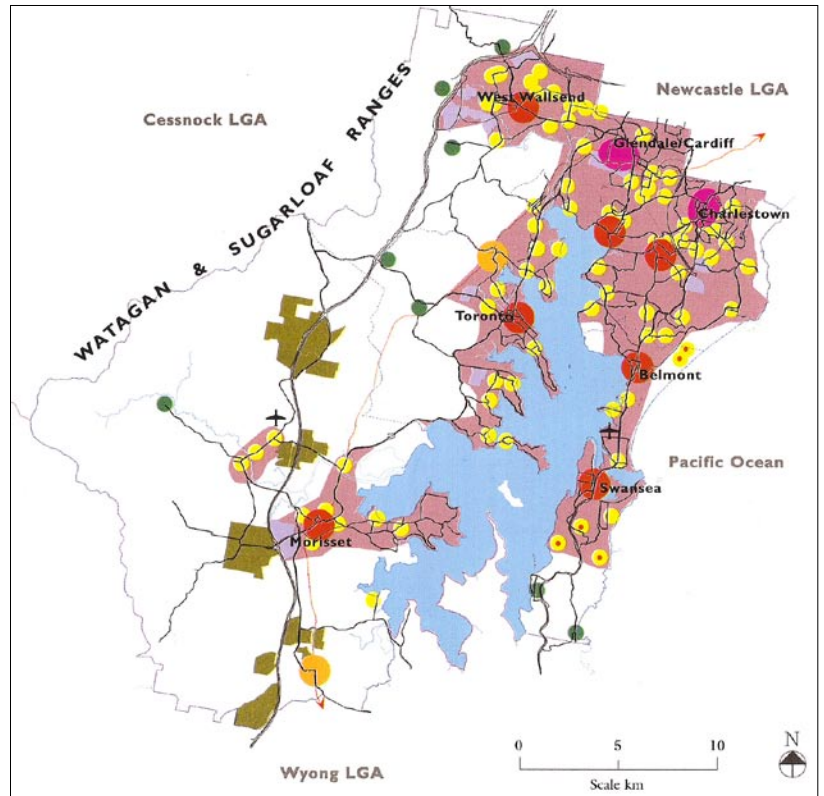 West Wallsend
Newcastle LGA
Cessnock LGA
Glendale/Cardiff
WATAGAN & SUGARLOAF RANGES
Charlestown
Toronto
Belmont
Pacific Ocean
Swansea
Morisset
Wyong LGA
0 5 10
Scale km
N